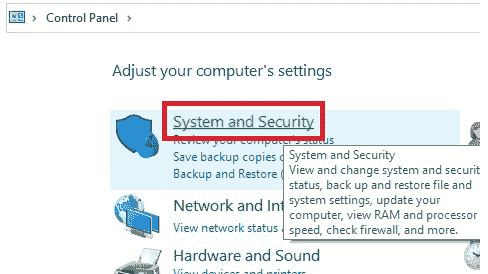 Control Panel
Adjust your computer's settings
System and Security
Review your computer's status
Save backup copies
Backup and Restore (
System and Security
View and change system and securit
status, back up and restore file and
system settings, update your
computer, view RAM and processor
speed, check firewall, and more.
Network and Int
View network status
Hardware and Sound
View devices and printers